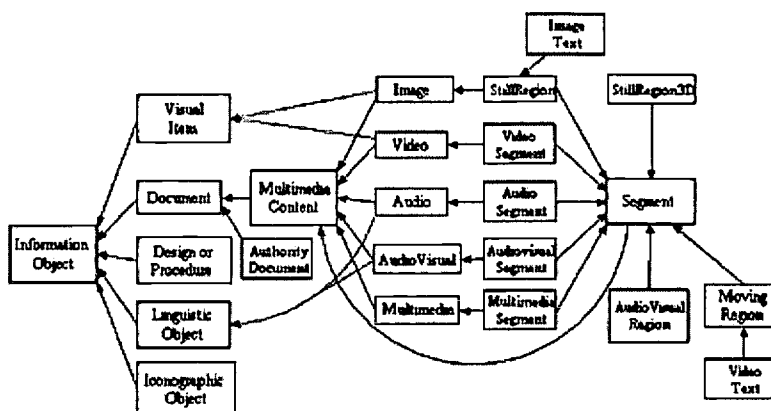 Image
Text
Image
StillRegion
StillRegion3D
Visual
Item
Video
Video
Segment
Document
Multimedia
Content
Audio
Audio
Segment
Segment
Information
Object
Design or
Procedure
Authority
Document
AudioVisual
Audiovisual
Segment
Linguistic
Object
Multimedia
Multimedia
Segment
AudioVisual
Region
Moving
Region
Iconographic
Object
Video
Text